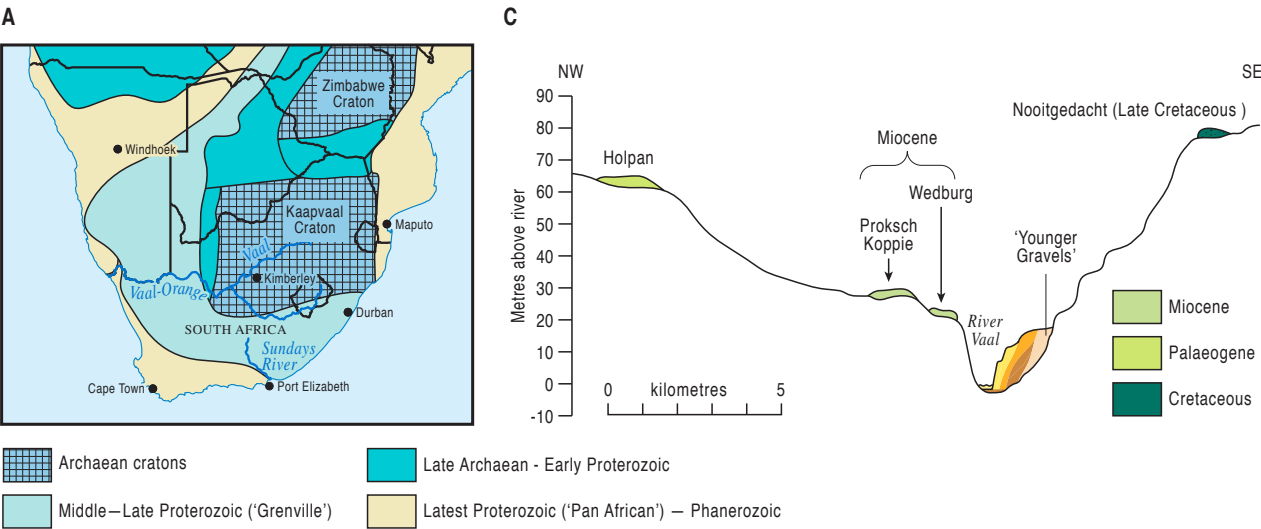 A
Zimbabwe
Craton
Windhoek
Kaapvaal
Craton
Maputo
Vaal
Kimberley
Vaal-Orange
Durban
SOUTH AFRICA
Sundays
River
Cape Town
Port Elizabeth
Archaean cratons
Late Archaean - Early Proterozoic
Middle—Late Proterozoic (‘Grenville’)
Latest Proterozoic (‘Pan African’) — Phanerozoic
C
NW
SE
90
80
70
60
50
40
30
20
10
0
-10
Metres above river
Nooitgedacht (Late Cretaceous )
Miocene
Holpan
Wedburg
Proksch
Koppie
‘Younger
Gravels’
River
Vaal
0 kilometres 5
Miocene
Palaeogene
Cretaceous